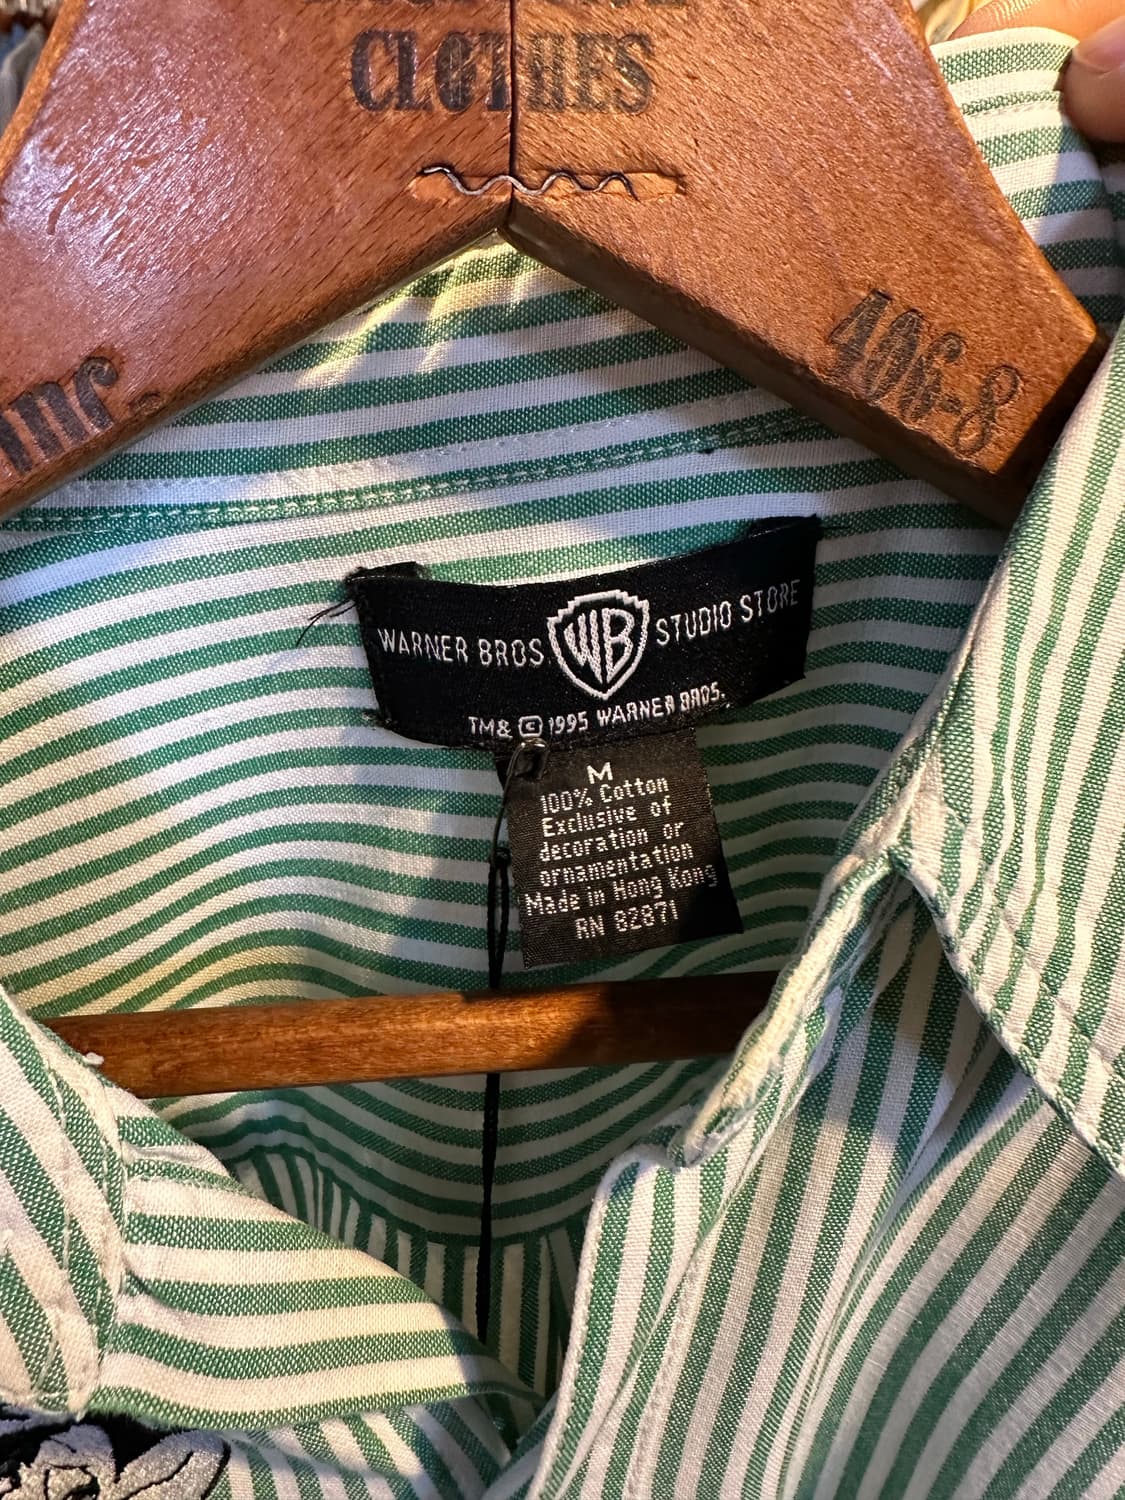 CLOTHES
inc.
406-8
WARNER BROS. WB STUDIO STORE
TM& © 1995 WARNER BROS.
M
100% Cotton
Exclusive of
decoration or
ornamentation
Made in Hong Kong
RN 82871